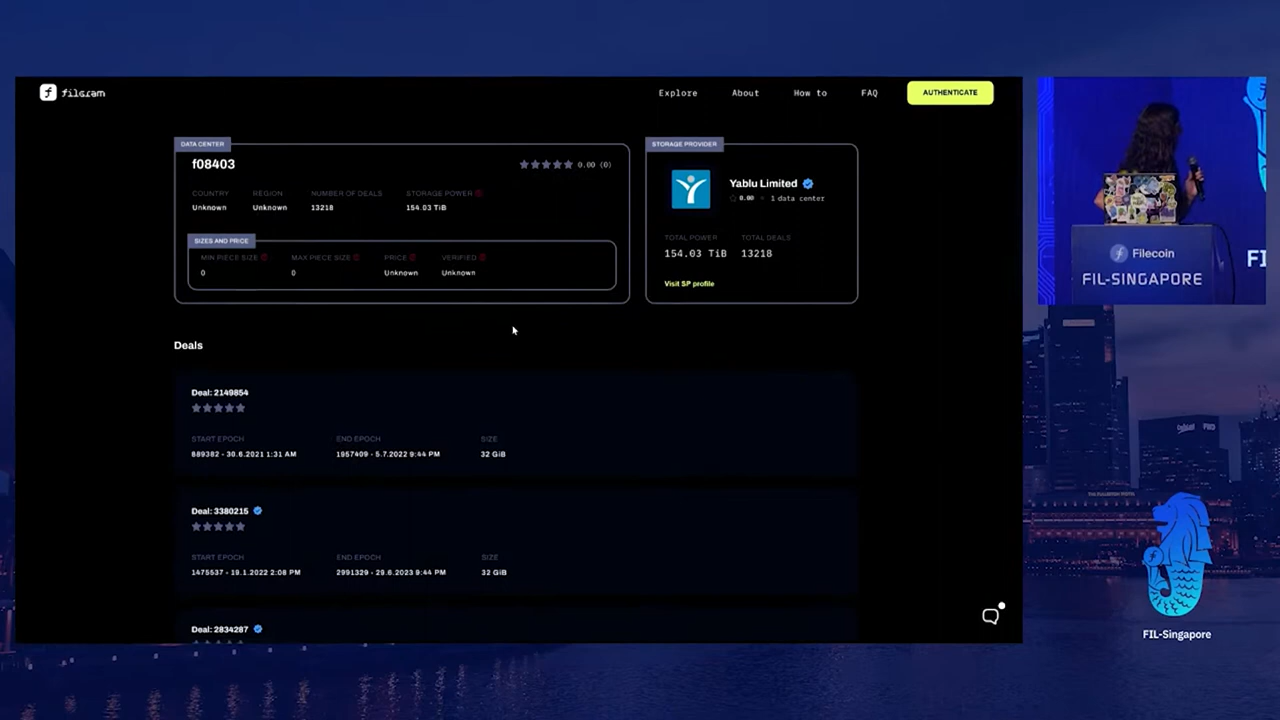 filgram
Explore About How to FAQ AUTHENTICATE
DATA CENTER
f08403
0.00 (0)
COUNTRY REGION NUMBER OF DEALS STORAGE POWER
Unknown Unknown 13218 154.03 TiB
SIZES AND PRICE
MIN PIECE SIZE MAX PIECE SIZE PRICE VERIFIED
0 0 Unknown Unknown
STORAGE PROVIDER
Yablu Limited
0.00 1 data center
TOTAL POWER TOTAL DEALS
154.03 TiB 13218
Visit SP profile
Deals
Deal: 2149854
START EPOCH END EPOCH SIZE
889382 - 30.6.2021 1:31 AM 1957409 - 5.7.2022 9:44 PM 32 GiB
Deal: 3380215
START EPOCH END EPOCH SIZE
1475537 - 19.1.2022 2:08 PM 2991329 - 29.6.2023 9:44 PM 32 GiB
Deal: 2834287
Filecoin
FIL-SINGAPORE
FI
FIL-Singapore